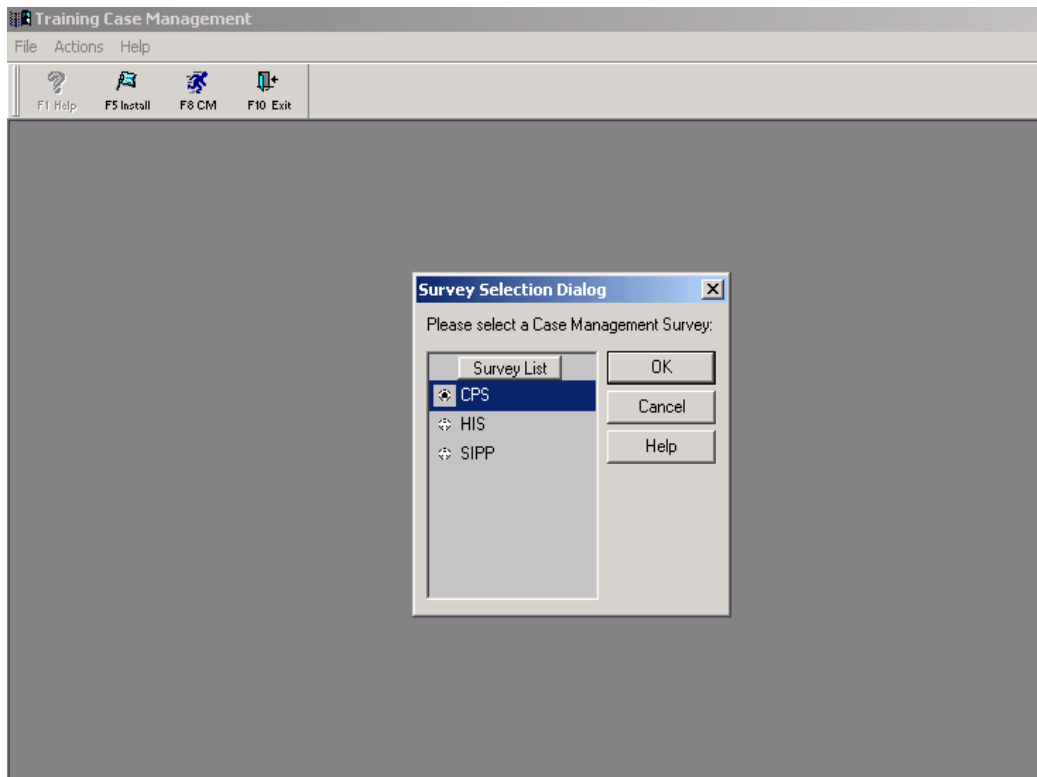 Training Case Management
File Actions Help
F1 Help F5 Install F8 CM F10 Exit
Survey Selection Dialog
Please select a Case Management Survey:
Survey List
OK
CPS
Cancel
HIS
Help
SIPP